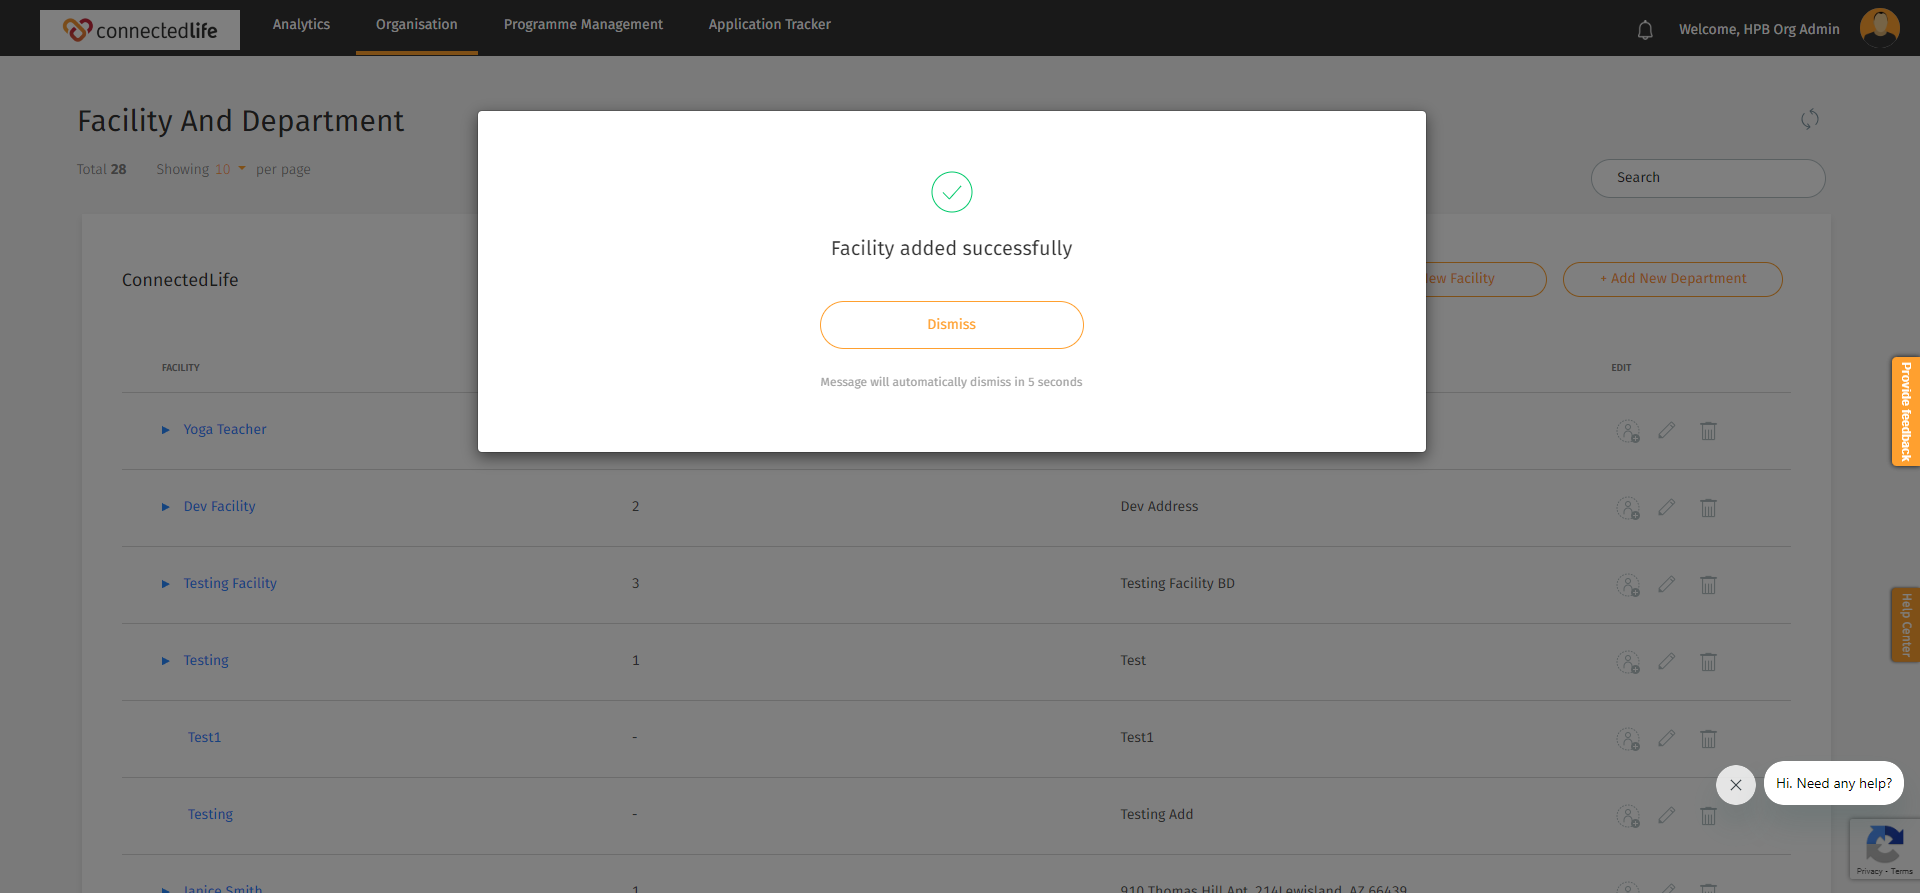 connectedlife
Analytics
Organisation
Programme Management
Application Tracker
Welcome, HPB Org Admin
Facility And Department
Total 28 Showing 10 per page
Search
Facility added successfully
Dismiss
Message will automatically dismiss in 5 seconds
ConnectedLife
Facility
+ Add New Department
FACILITY
EDIT
Yoga Teacher
Dev Facility 2 Dev Address
Testing Facility 3 Testing Facility BD
Testing 1 Test
Test1 - Test1
Testing - Testing Add
Janice Smith 1 910 Thomas Hill Apt. 214Lewisland, AZ 66439
Provide feedback
Help Center
Hi. Need any help?
Privacy - Terms